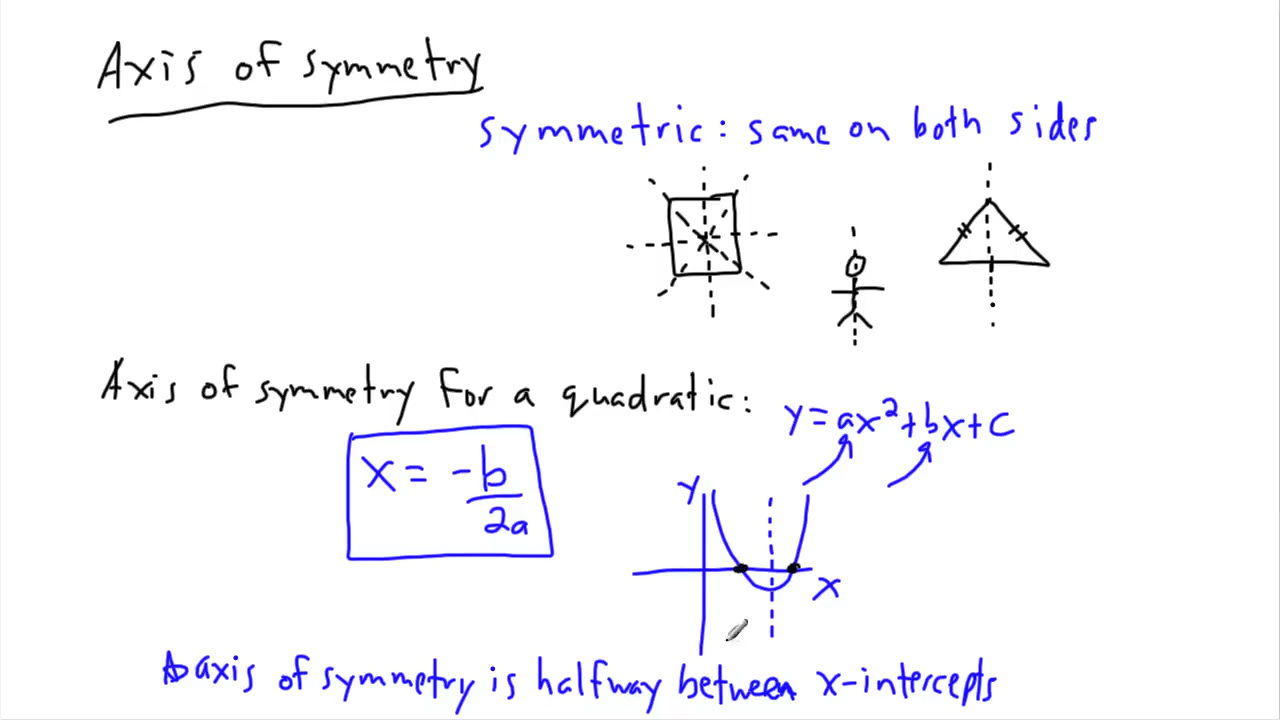 Axis of symmetry
symmetric: same on both sides
Axis of symmetry for a quadratic:
y = ax² + bx + c
x = -b/2a
y
x
axis of symmetry is halfway between x-intercepts